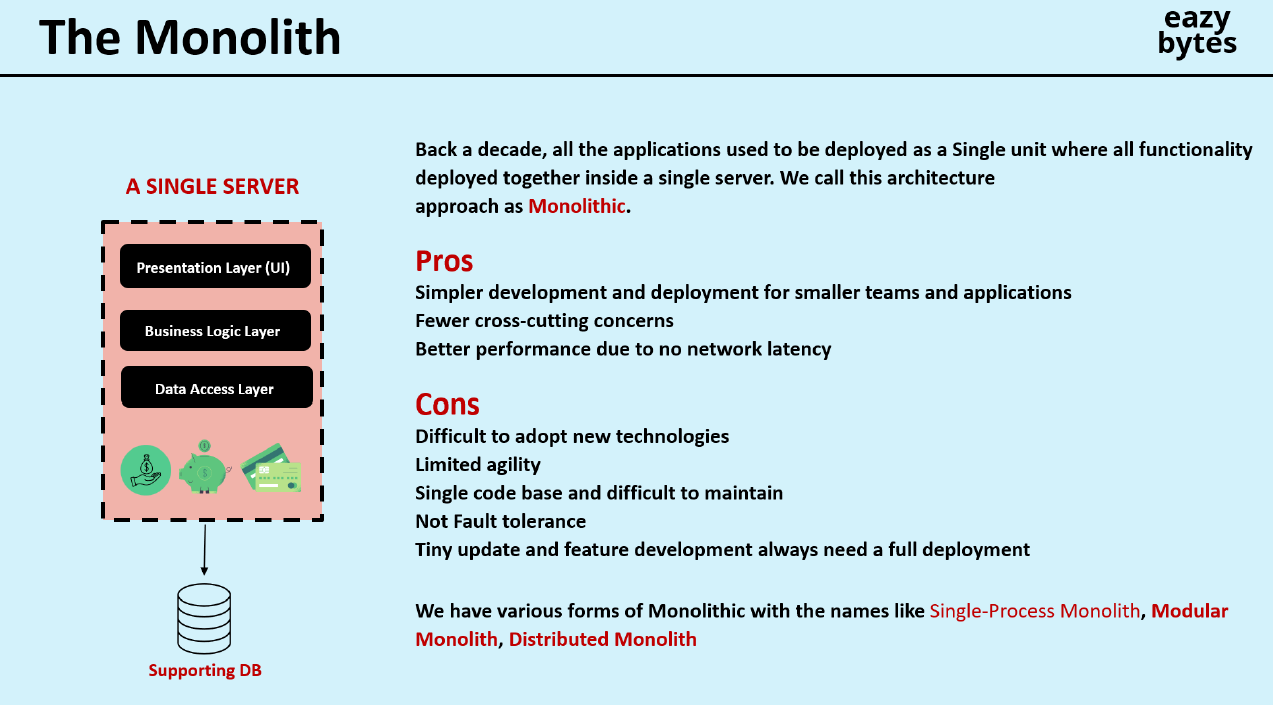 The Monolith
eazy
bytes
A SINGLE SERVER
Presentation Layer (UI)
Business Logic Layer
Data Access Layer
Supporting DB
Back a decade, all the applications used to be deployed as a Single unit where all functionality
deployed together inside a single server. We call this architecture
approach as Monolithic.
Pros
Simpler development and deployment for smaller teams and applications
Fewer cross-cutting concerns
Better performance due to no network latency
Cons
Difficult to adopt new technologies
Limited agility
Single code base and difficult to maintain
Not Fault tolerance
Tiny update and feature development always need a full deployment
We have various forms of Monolithic with the names like Single-Process Monolith, Modular
Monolith, Distributed Monolith